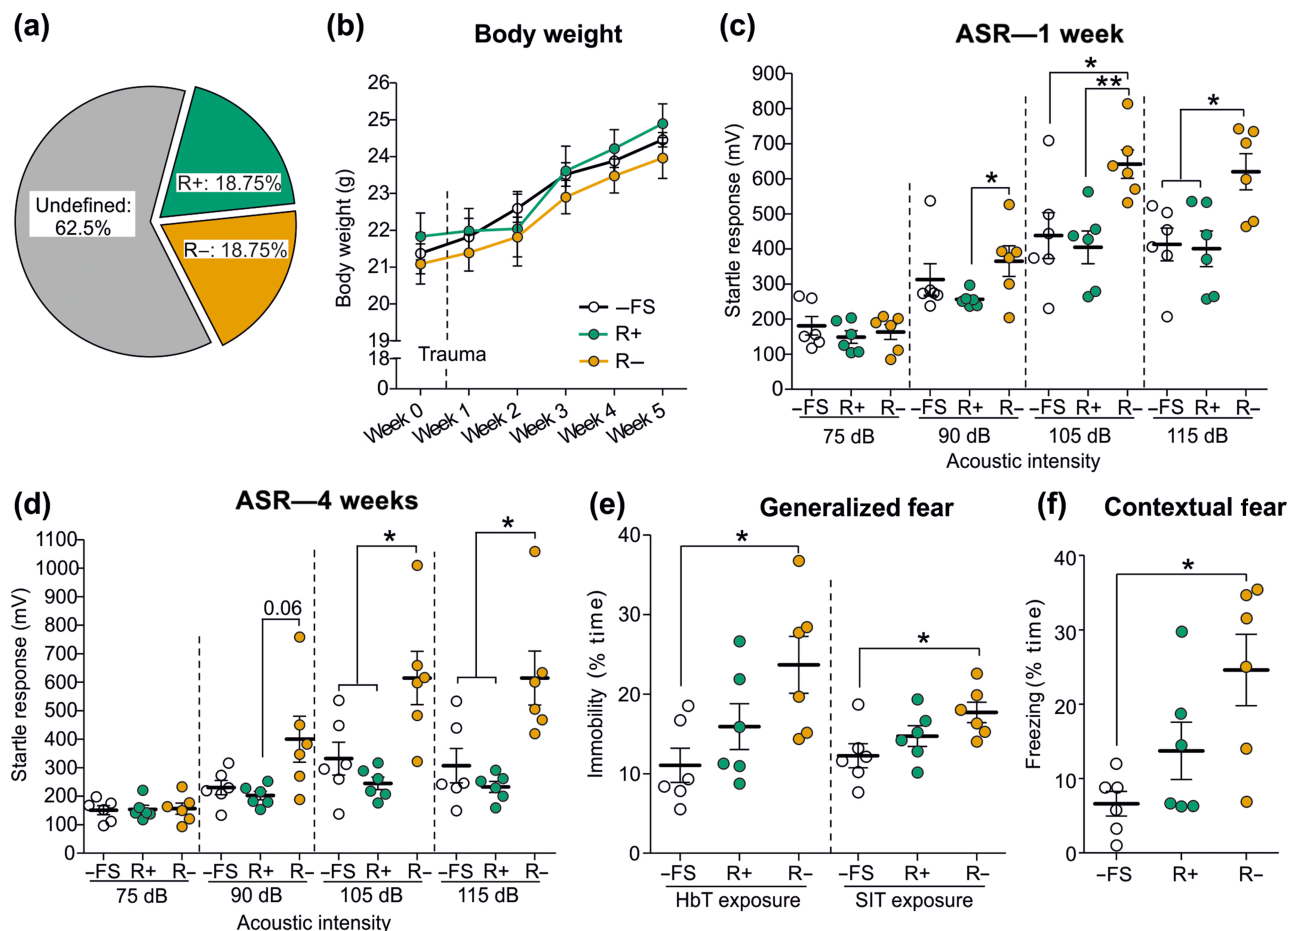 (a)
Undefined:
62.5%
R+: 18.75%
R–: 18.75%
(b)
Body weight
Body weight (g)
26
25
24
23
22
21
20
19
18
0
Trauma
–FS
R+
R–
Week 0
Week 1
Week 2
Week 3
Week 4
Week 5
(c)
ASR—1 week
Startle response (mV)
900
800
700
600
500
400
300
200
100
0
*
*
**
*
–FS R+ R– –FS R+ R– –FS R+ R– –FS R+ R–
75 dB 90 dB 105 dB 115 dB
Acoustic intensity
(d)
ASR—4 weeks
Startle response (mV)
1100
1000
900
800
700
600
500
400
300
200
100
0
0.06
*
*
–FS R+ R– –FS R+ R– –FS R+ R– –FS R+ R–
75 dB 90 dB 105 dB 115 dB
Acoustic intensity
(e)
Generalized fear
Immobility (% time)
40
30
20
10
0
*
*
–FS R+ R– –FS R+ R–
HbT exposure SIT exposure
(f)
Contextual fear
Freezing (% time)
40
30
20
10
0
*
–FS R+ R–